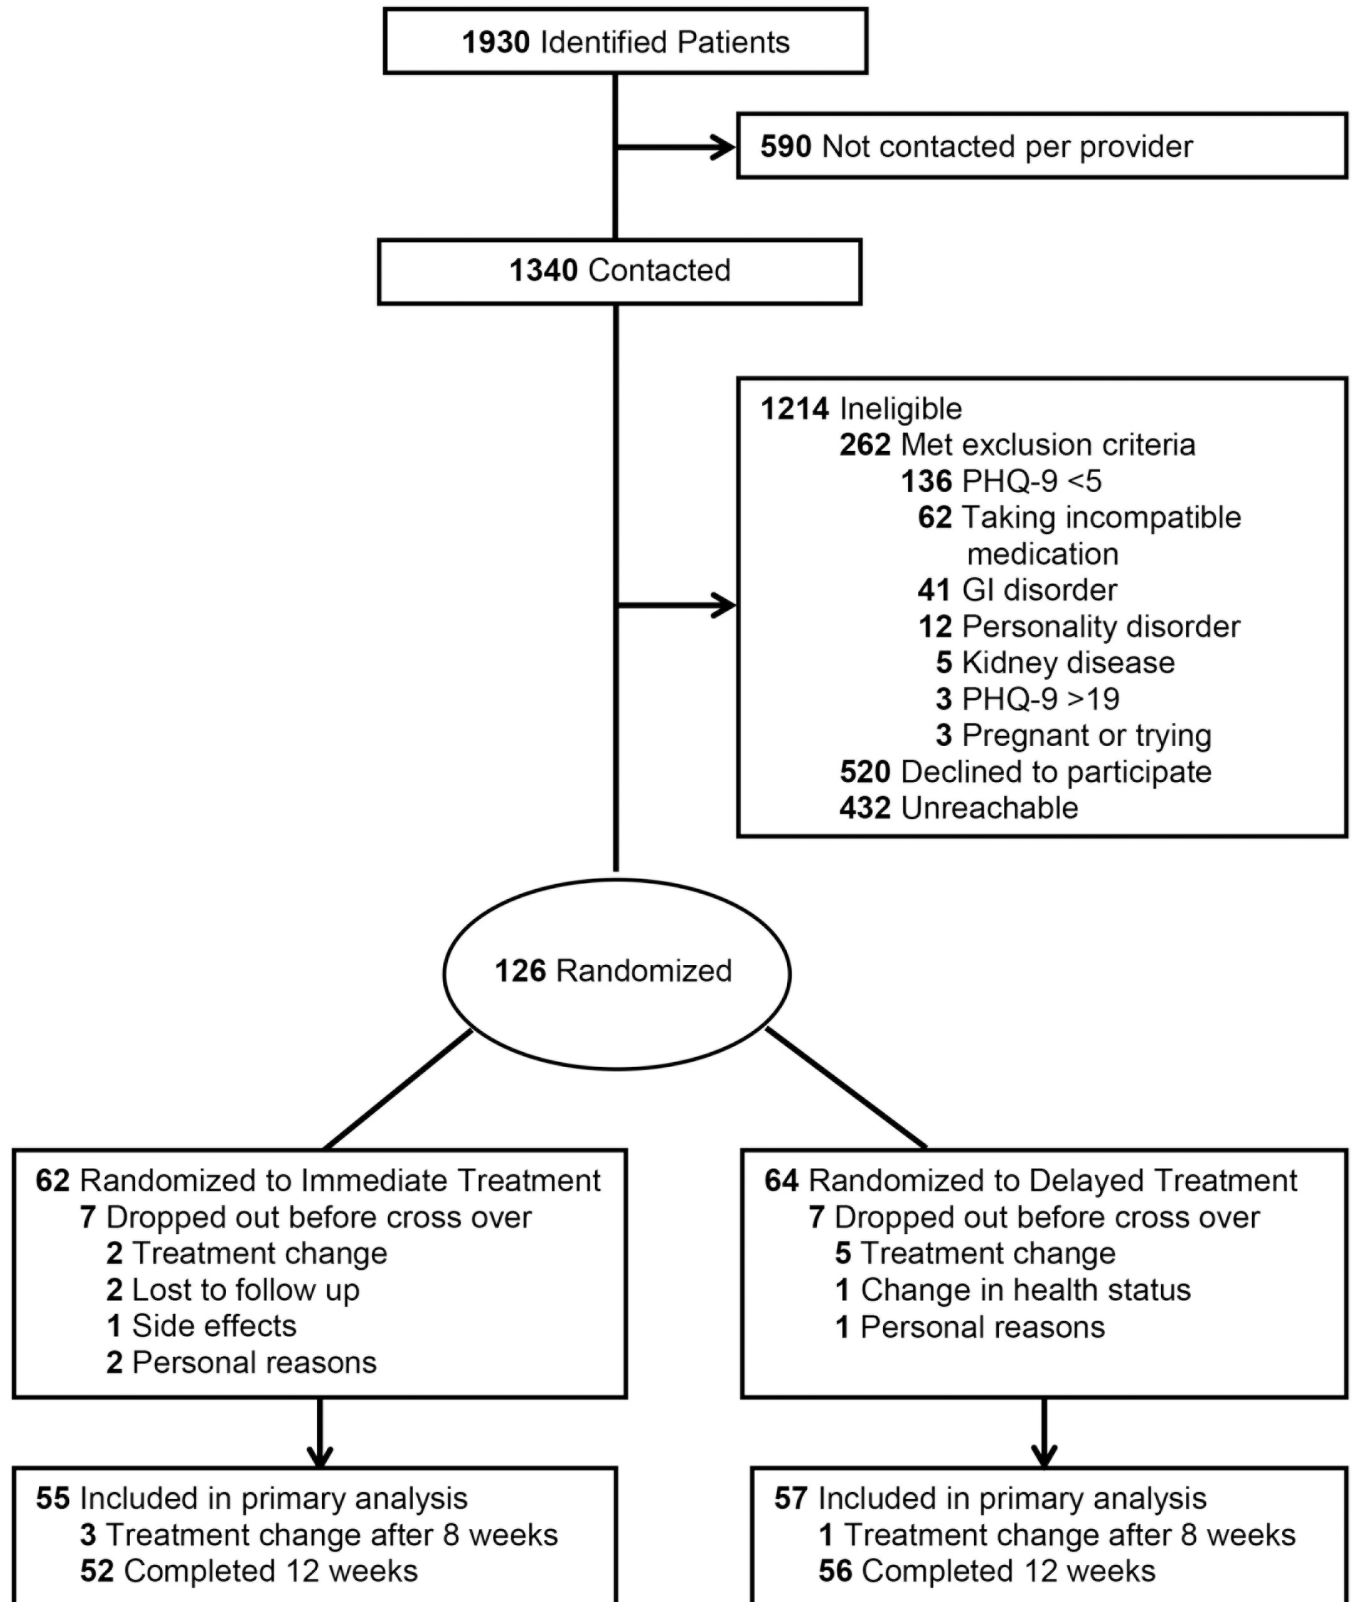 1930 Identified Patients
590 Not contacted per provider
1340 Contacted
1214 Ineligible
262 Met exclusion criteria
136 PHQ-9 <5
62 Taking incompatible
medication
41 GI disorder
12 Personality disorder
5 Kidney disease
3 PHQ-9 >19
3 Pregnant or trying
520 Declined to participate
432 Unreachable
126 Randomized
62 Randomized to Immediate Treatment
7 Dropped out before cross over
2 Treatment change
2 Lost to follow up
1 Side effects
2 Personal reasons
64 Randomized to Delayed Treatment
7 Dropped out before cross over
5 Treatment change
1 Change in health status
1 Personal reasons
55 Included in primary analysis
3 Treatment change after 8 weeks
52 Completed 12 weeks
57 Included in primary analysis
1 Treatment change after 8 weeks
56 Completed 12 weeks